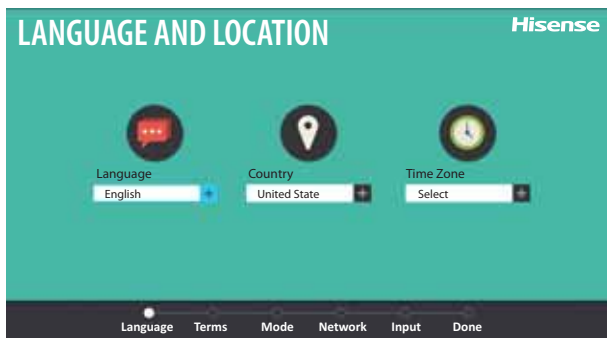 LANGUAGE AND LOCATION
Hisense
Language
Country
Time Zone
English +
United State +
Select +
Language Terms Mode Network Input Done